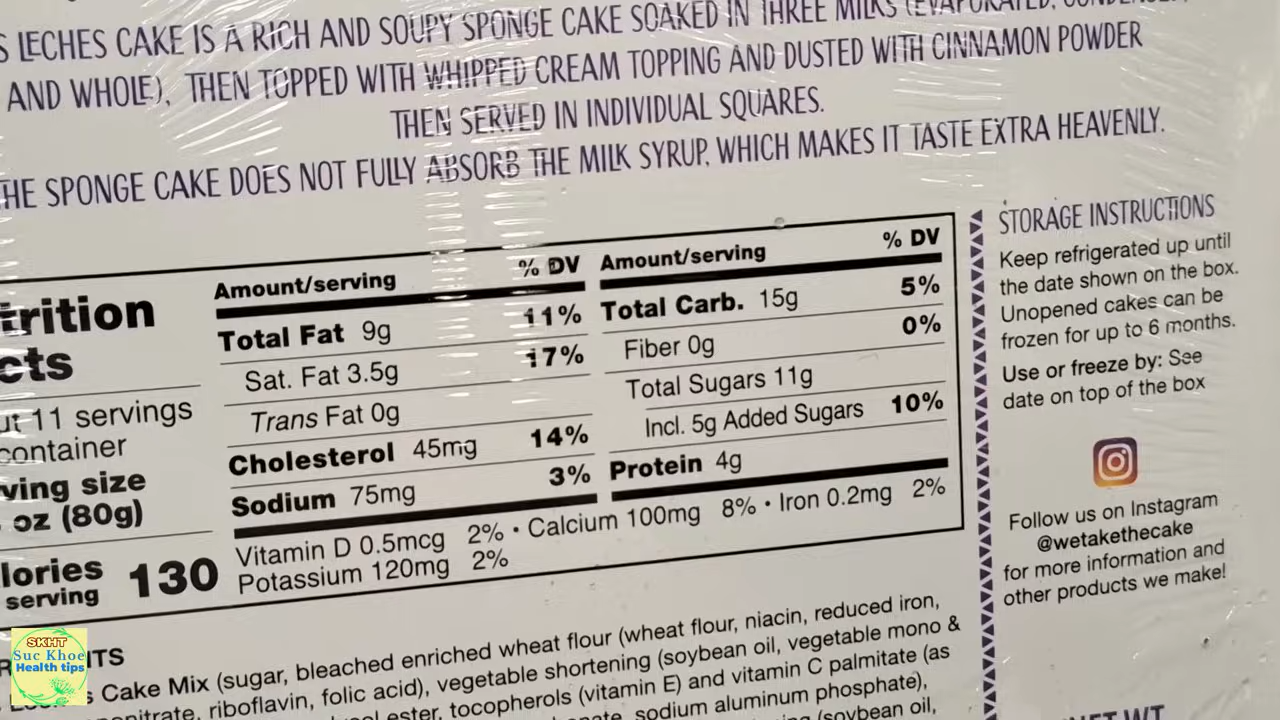 LECHES CAKE IS A RICH AND SOUPY SPONGE CAKE SOAKED IN THREE MILKS (EVAPORATED,
AND WHOLE), THEN TOPPED WITH WHIPPED CREAM TOPPING AND DUSTED WITH CINNAMON POWDER
THEN SERVED IN INDIVIDUAL SQUARES.
HE SPONGE CAKE DOES NOT FULLY ABSORB THE MILK SYRUP, WHICH MAKES IT TASTE EXTRA HEAVENLY.
trition
cts
ut 11 servings
container
ving size
oz (80g)
lories
serving
130
Amount/serving % DV
Total Fat 9g 11%
Sat. Fat 3.5g 17%
Trans Fat 0g
Cholesterol 45mg 14%
Sodium 75mg 3%
Amount/serving % DV
Total Carb. 15g 5%
Fiber 0g 0%
Total Sugars 11g
Incl. 5g Added Sugars 10%
Protein 4g
Vitamin D 0.5mcg 2% • Calcium 100mg 8% • Iron 0.2mg 2%
Potassium 120mg 2%
STORAGE INSTRUCTIONS
Keep refrigerated up until
the date shown on the box.
Unopened cakes can be
frozen for up to 6 months.
Use or freeze by: See
date on top of the box
Follow us on Instagram
@wetakethecake
for more information and
other products we make!
NTS
Cake Mix (sugar, bleached enriched wheat flour (wheat flour, niacin, reduced iron,
onitrate, riboflavin, folic acid), vegetable shortening (soybean oil, vegetable mono &
ester, tocopherols (vitamin E) and vitamin C palmitate (as
sodium aluminum phosphate),
(soybean oil,
NET WT
SKHT
Suc Khoe
Health tips